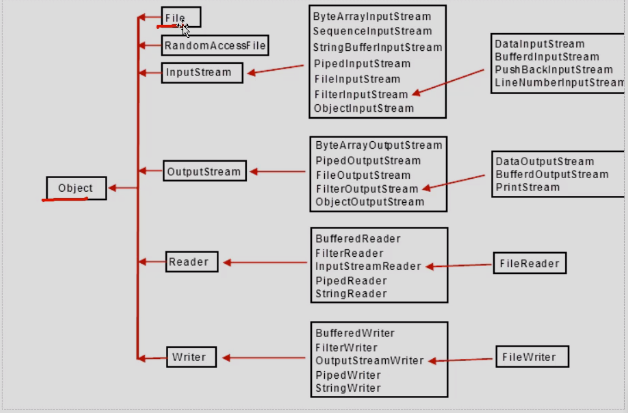 File
RandomAccessFile
InputStream
ByteArrayInputStream
SequenceInputStream
StringBufferInputStream
PipedInputStream
FileInputStream
FilterInputStream
ObjectInputStream
DataInputStream
BufferdInputStream
PushBackInputStream
LineNumberInputStream
Object
OutputStream
ByteArrayOutputStream
PipedOutputStream
FileOutputStream
FilterOutputStream
ObjectOutputStream
DataOutputStream
BufferdOutputStream
PrintStream
Reader
BufferedReader
FilterReader
InputStreamReader
PipedReader
StringReader
FileReader
Writer
BufferedWriter
FilterWriter
OutputStreamWriter
PipedWriter
StringWriter
FileWriter